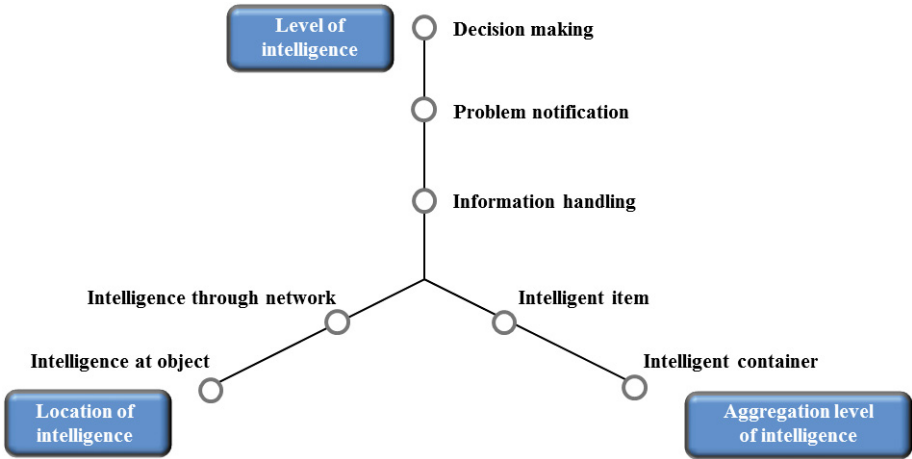 Level of
intelligence
Decision making
Problem notification
Information handling
Intelligence through network
Intelligent item
Intelligence at object
Intelligent container
Location of
intelligence
Aggregation level
of intelligence